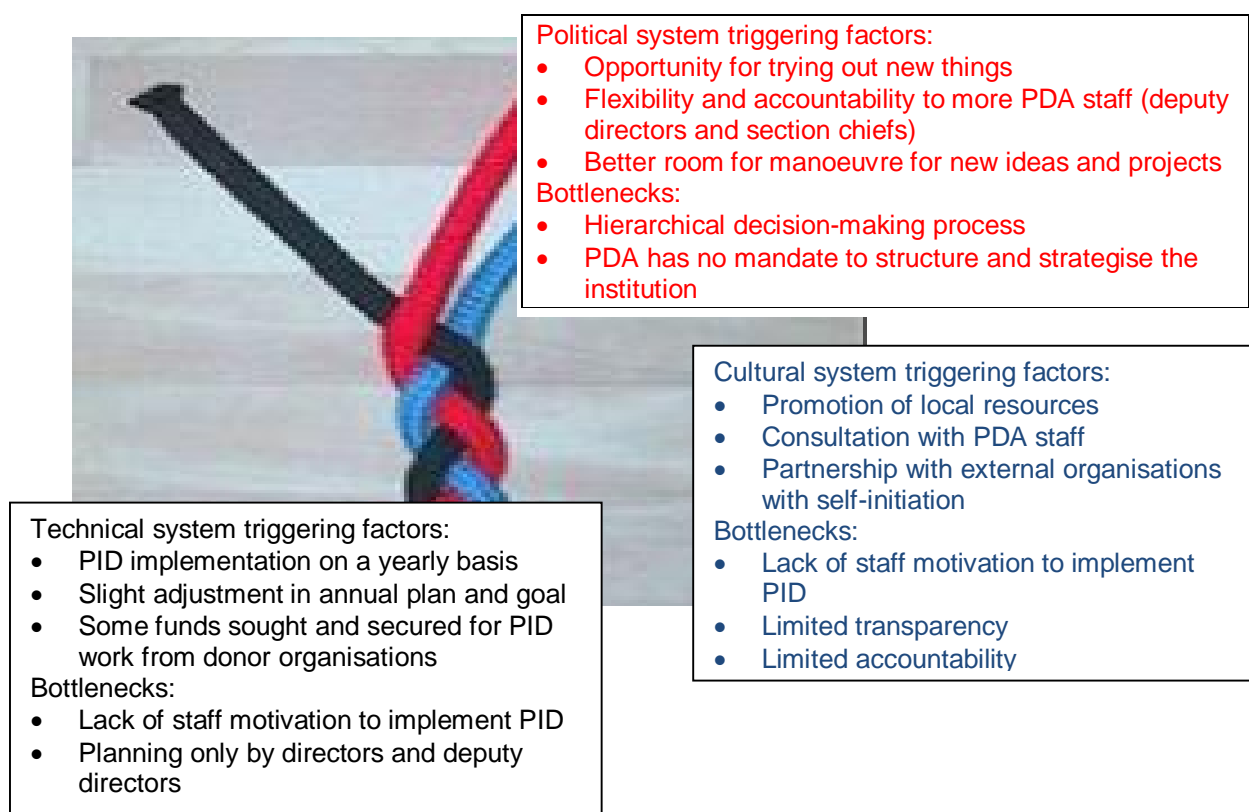 Political system triggering factors:
• Opportunity for trying out new things
• Flexibility and accountability to more PDA staff (deputy
directors and section chiefs)
• Better room for manoeuvre for new ideas and projects
Bottlenecks:
• Hierarchical decision-making process
• PDA has no mandate to structure and strategise the
institution
Cultural system triggering factors:
• Promotion of local resources
• Consultation with PDA staff
• Partnership with external organisations
with self-initiation
Bottlenecks:
• Lack of staff motivation to implement
PID
• Limited transparency
• Limited accountability
Technical system triggering factors:
• PID implementation on a yearly basis
• Slight adjustment in annual plan and goal
• Some funds sought and secured for PID
work from donor organisations
Bottlenecks:
• Lack of staff motivation to implement PID
• Planning only by directors and deputy
directors